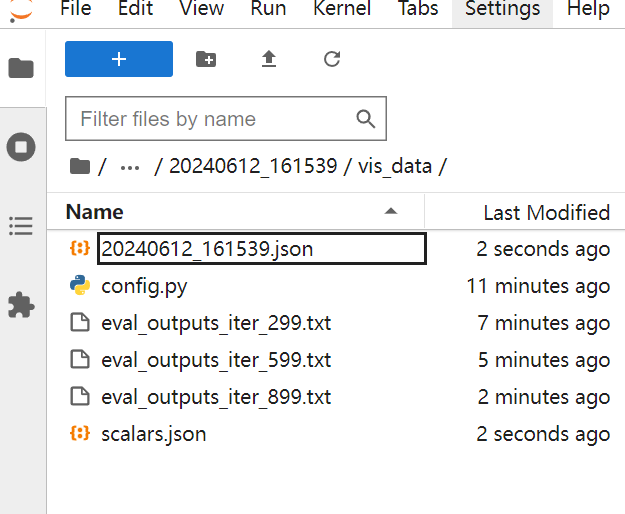 File Edit View Run Kernel Tabs Settings Help
+
Filter files by name
/ ... / 20240612_161539 / vis_data /
Name Last Modified
20240612_161539.json 2 seconds ago
config.py 11 minutes ago
eval_outputs_iter_299.txt 7 minutes ago
eval_outputs_iter_599.txt 5 minutes ago
eval_outputs_iter_899.txt 2 minutes ago
scalars.json 2 seconds ago